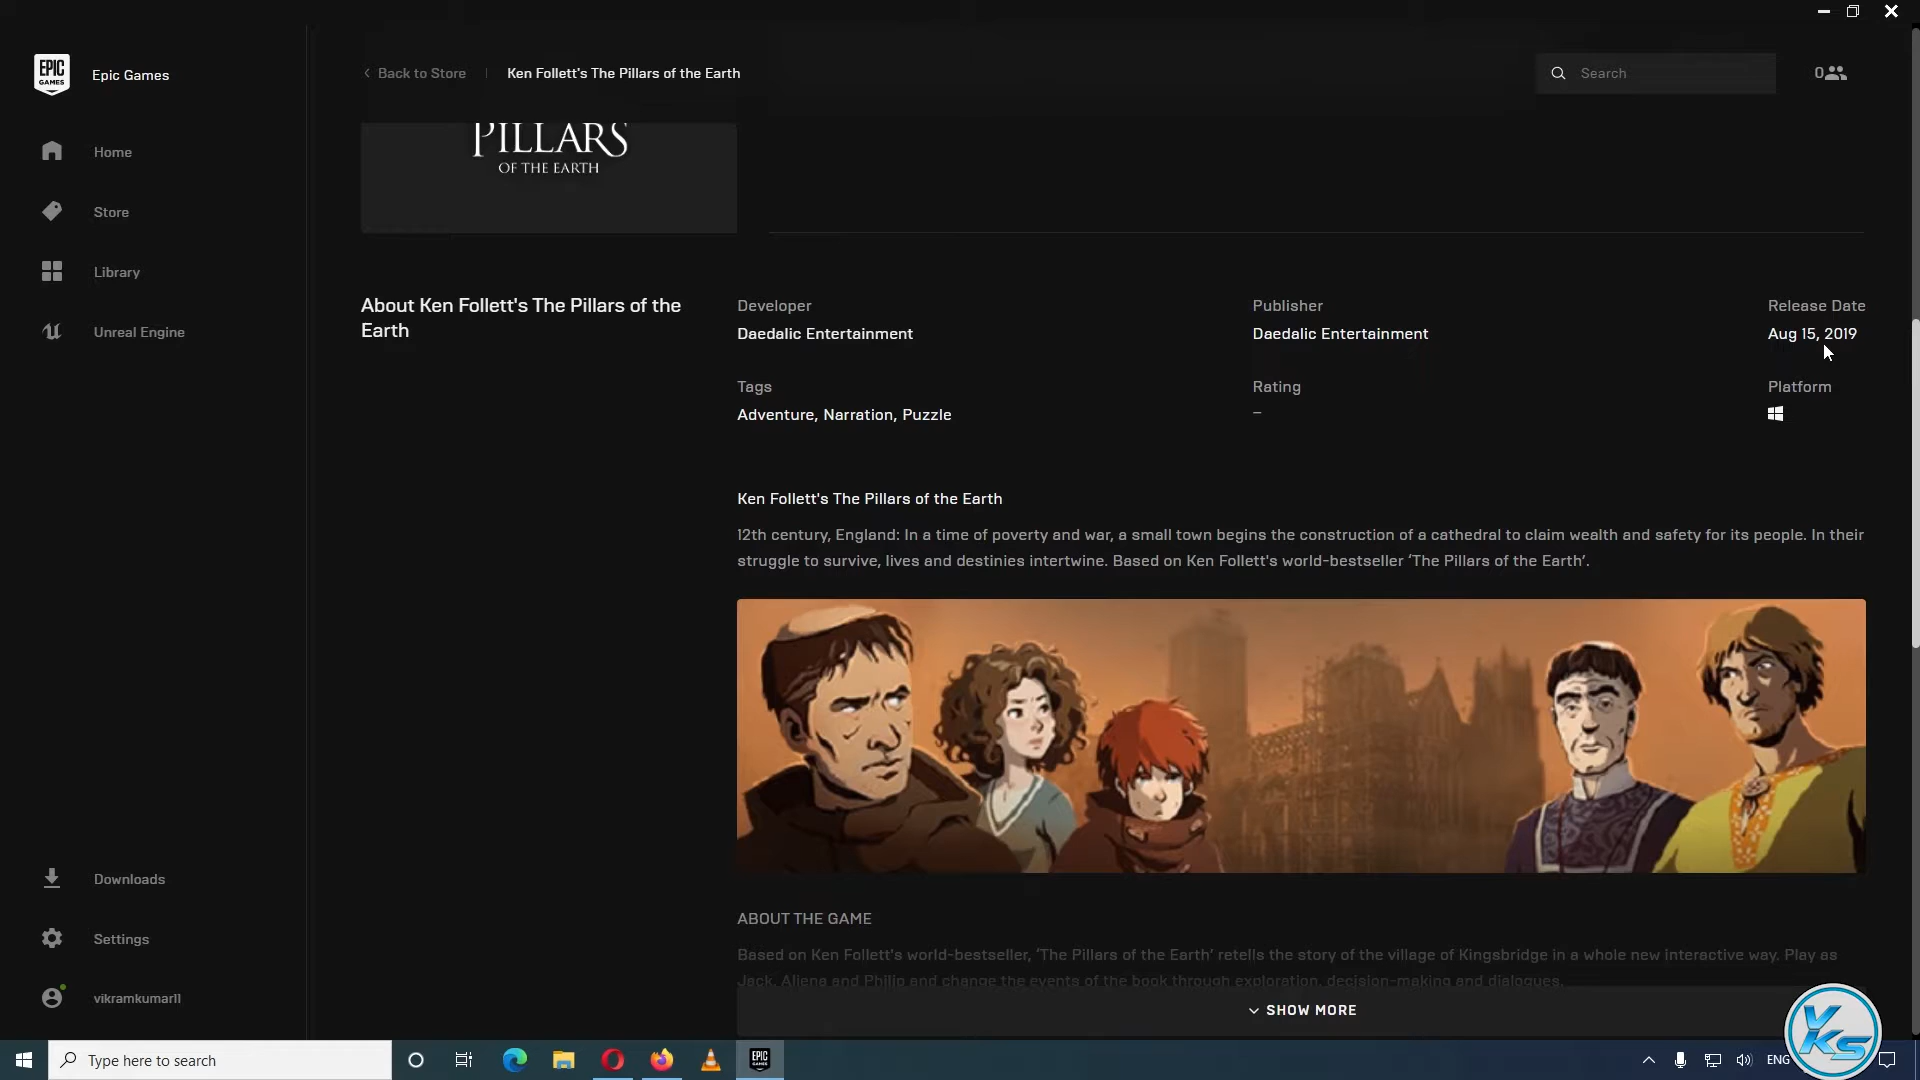 EPIC
GAMES
Epic Games
Back to Store
Ken Follett's The Pillars of the Earth
Search
0
Home
Store
Library
Unreal Engine
PILLARS
OF THE EARTH
About Ken Follett's The Pillars of the
Earth
Developer
Daedalic Entertainment
Publisher
Daedalic Entertainment
Release Date
Aug 15, 2019
Tags
Adventure, Narration, Puzzle
Rating
–
Platform
Ken Follett's The Pillars of the Earth
12th century, England: In a time of poverty and war, a small town begins the construction of a cathedral to claim wealth and safety for its people. In their
struggle to survive, lives and destinies intertwine. Based on Ken Follett's world-bestseller ‘The Pillars of the Earth’.
ABOUT THE GAME
Based on Ken Follett's world-bestseller, ‘The Pillars of the Earth’ retells the story of the village of Kingsbridge in a whole new interactive way. Play as
Jack, Aliena and Philip and change the events of the book through exploration, decision-making and dialogues.
SHOW MORE
Downloads
Settings
vikramkumar11
Type here to search
EPIC
GAMES
ENG
VKS